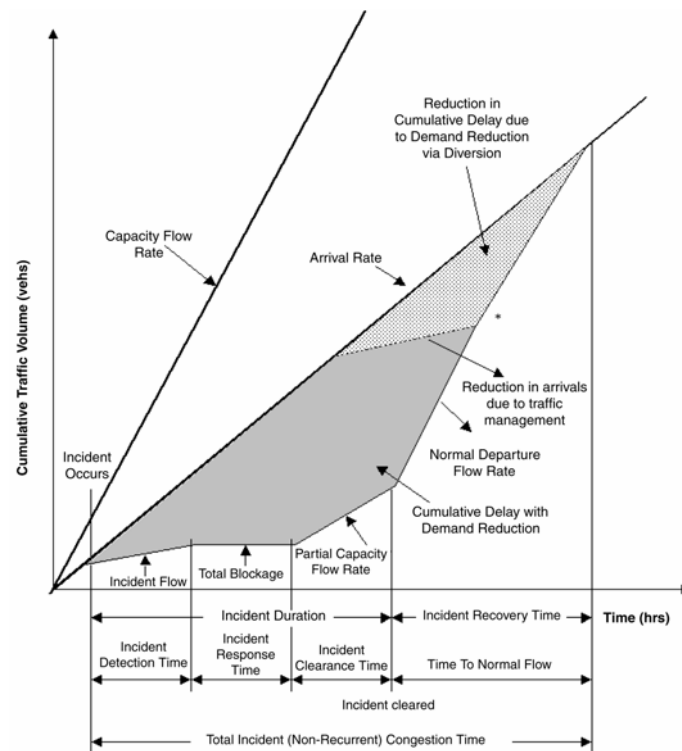 Reduction in
Cumulative Delay due
to Demand Reduction
via Diversion
Capacity Flow
Rate
Arrival Rate
*
Cumulative Traffic Volume (vehs)
Reduction in arrivals
due to traffic
management
Normal Departure
Flow Rate
Incident
Occurs
Cumulative Delay with
Demand Reduction
Partial Capacity
Flow Rate
Incident Flow
Total Blockage
Incident Duration
Incident Recovery Time
Time (hrs)
Incident
Detection Time
Incident
Response
Time
Incident
Clearance Time
Time To Normal Flow
Incident cleared
Total Incident (Non-Recurrent) Congestion Time